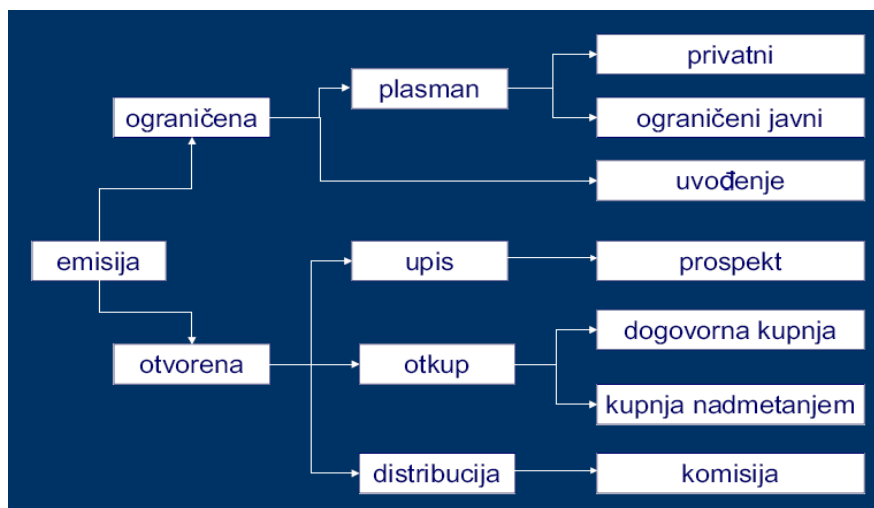 privatni
plasman
ograničena
ograničeni javni
uvođenje
emisija
upis
prospekt
dogovorna kupnja
otvorena
otkup
kupnja nadmetanjem
distribucija
komisija